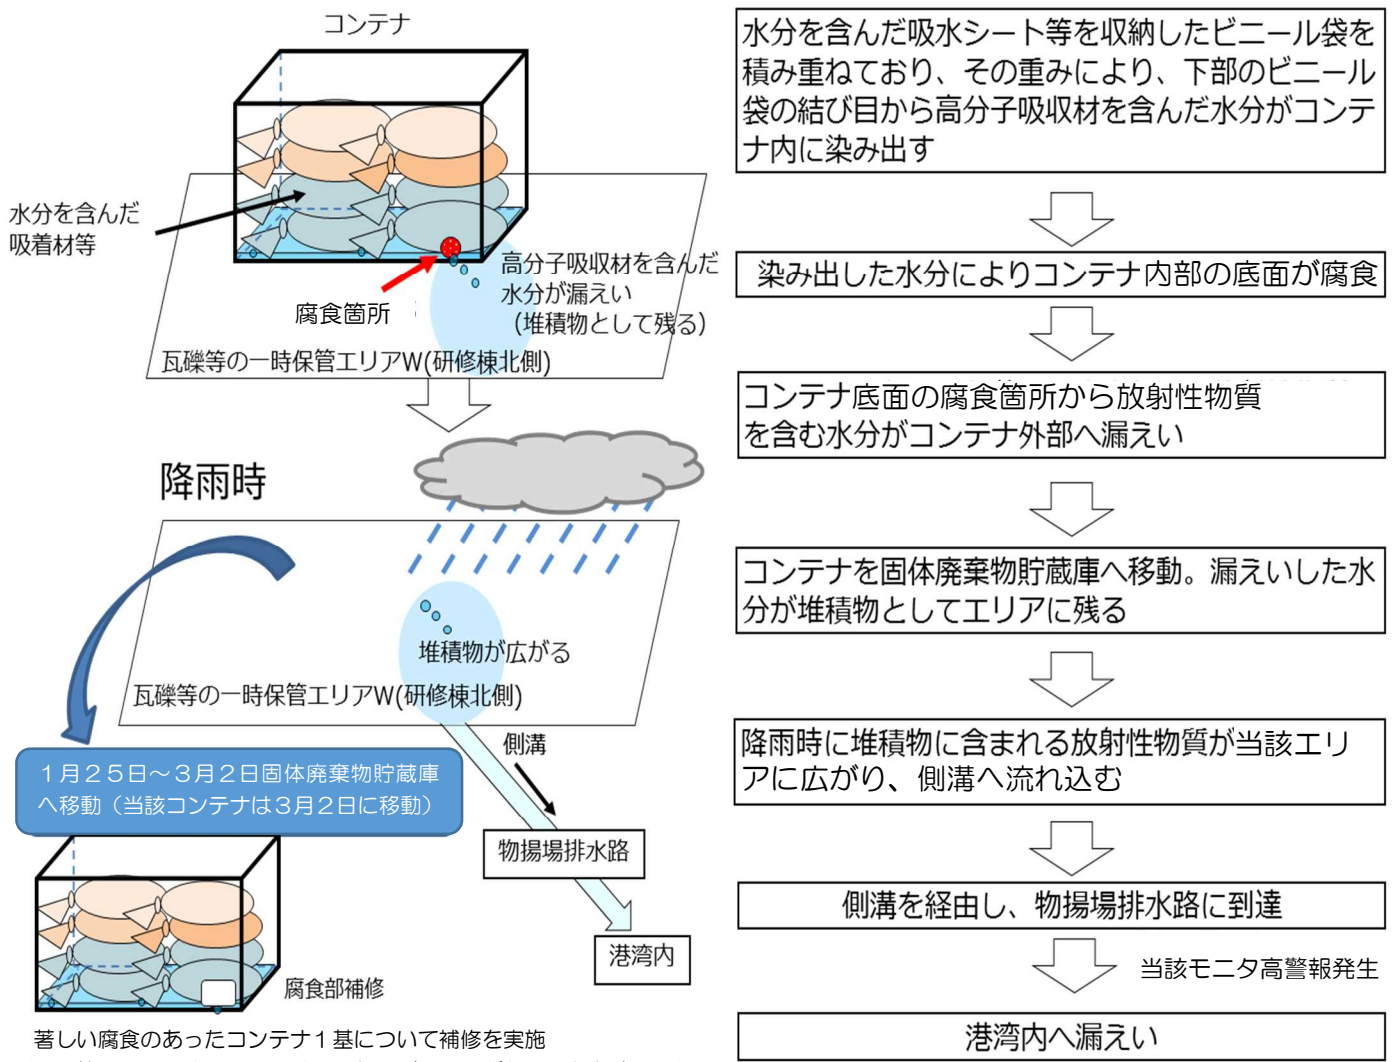 コンテナ
水分を含んだ
吸着材等
腐食箇所
高分子吸収材を含んだ
水分が漏えい
（堆積物として残る）
瓦礫等の一時保管エリアW(研修棟北側)
降雨時
堆積物が広がる
瓦礫等の一時保管エリアW(研修棟北側)
側溝
１月２５日～３月２日固体廃棄物貯蔵庫
へ移動（当該コンテナは３月２日に移動）
物揚場排水路
港湾内
腐食部補修
著しい腐食のあったコンテナ１基について補修を実施
水分を含んだ吸水シート等を収納したビニール袋を
積み重ねており、その重みにより、下部のビニール
袋の結び目から高分子吸収材を含んだ水分がコンテ
ナ内に染み出す
染み出した水分によりコンテナ内部の底面が腐食
コンテナ底面の腐食箇所から放射性物質
を含む水分がコンテナ外部へ漏えい
コンテナを固体廃棄物貯蔵庫へ移動。漏えいした水
分が堆積物としてエリアに残る
降雨時に堆積物に含まれる放射性物質が当該エリ
アに広がり、側溝へ流れ込む
側溝を経由し、物揚場排水路に到達
当該モニタ高警報発生
港湾内へ漏えい